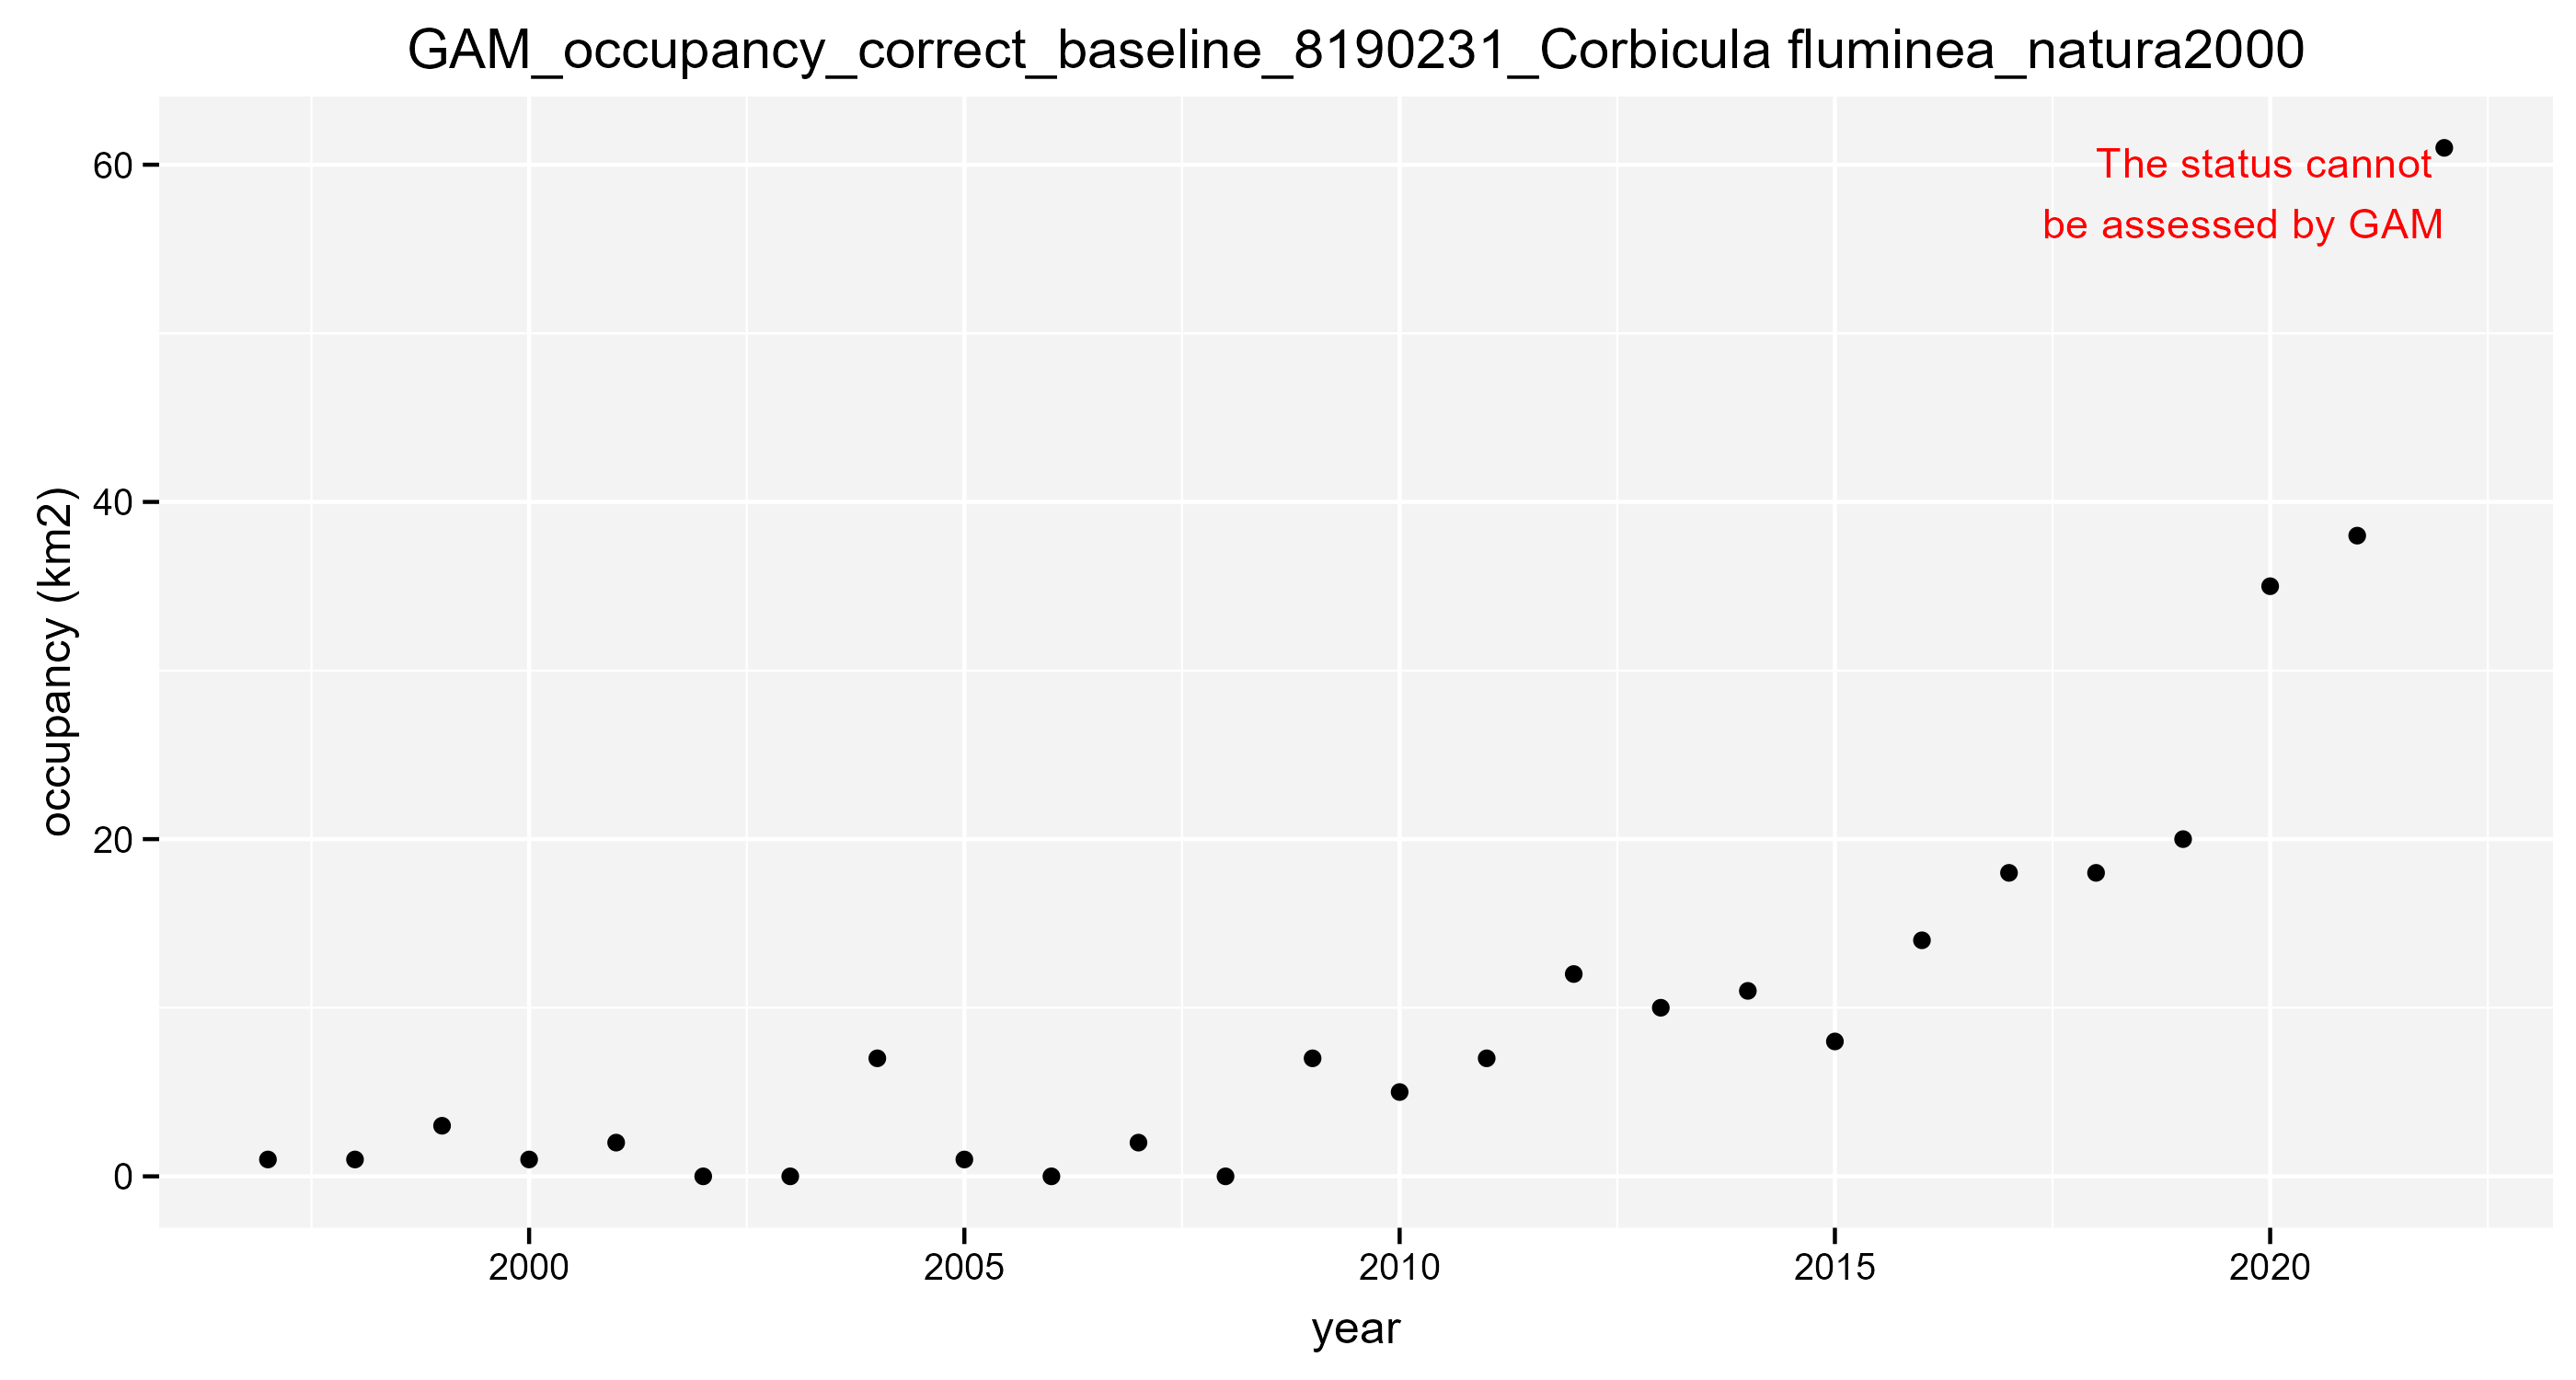 GAM_occupancy_correct_baseline_8190231_Corbicula fluminea_natura2000
The status cannot
be assessed by GAM
60
40
20
0
occupancy (km2)
2000
2005
2010
2015
2020
year